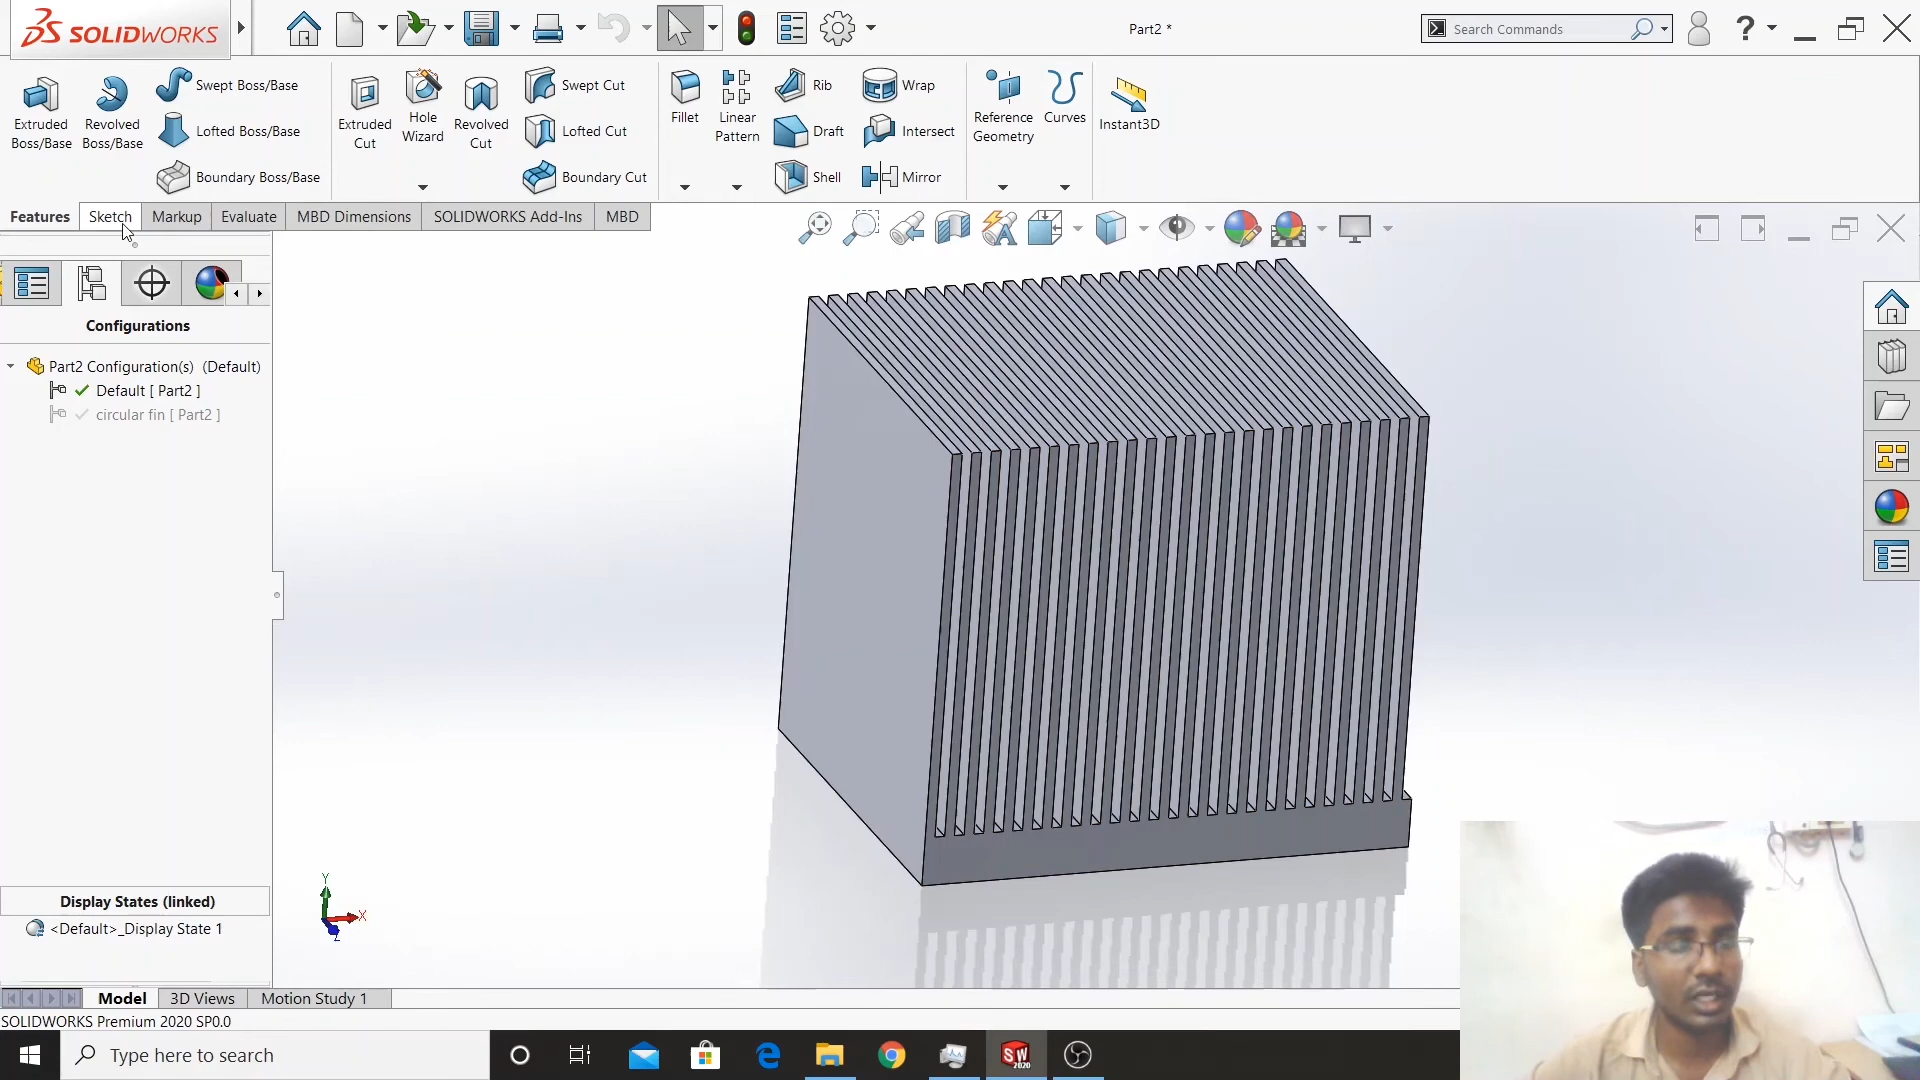 SOLIDWORKS
Part2 *
Search Commands
?
Extruded
Boss/Base
Revolved
Boss/Base
Swept Boss/Base
Lofted Boss/Base
Boundary Boss/Base
Extruded
Cut
Hole
Wizard
Revolved
Cut
Swept Cut
Lofted Cut
Boundary Cut
Fillet
Linear
Pattern
Rib
Draft
Shell
Wrap
Intersect
Mirror
Reference
Geometry
Curves
Instant3D
Features
Sketch
Markup
Evaluate
MBD Dimensions
SOLIDWORKS Add-Ins
MBD
Configurations
Part2 Configuration(s) (Default)
Default [ Part2 ]
circular fin [ Part2 ]
Y
X
Z
Display States (linked)
<Default>_Display State 1
Model
3D Views
Motion Study 1
SOLIDWORKS Premium 2020 SP0.0
Type here to search
SW
2020